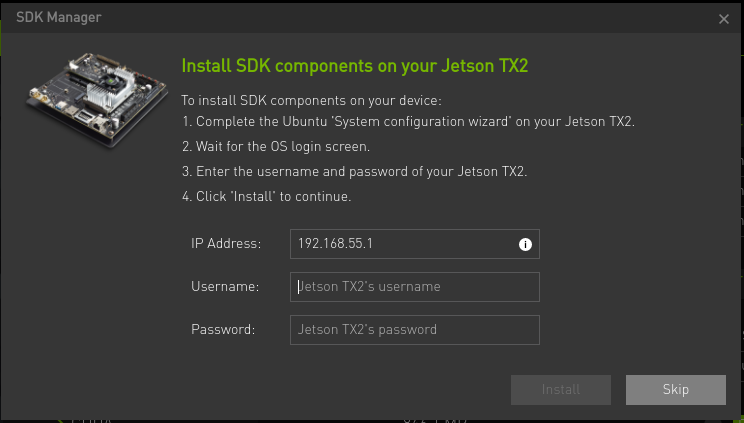 SDK Manager
Install SDK components on your Jetson TX2
To install SDK components on your device:
1. Complete the Ubuntu 'System configuration wizard' on your Jetson TX2.
2. Wait for the OS login screen.
3. Enter the username and password of your Jetson TX2.
4. Click 'Install' to continue.
IP Address: 192.168.55.1
Username: Jetson TX2's username
Password: Jetson TX2's password
Install Skip